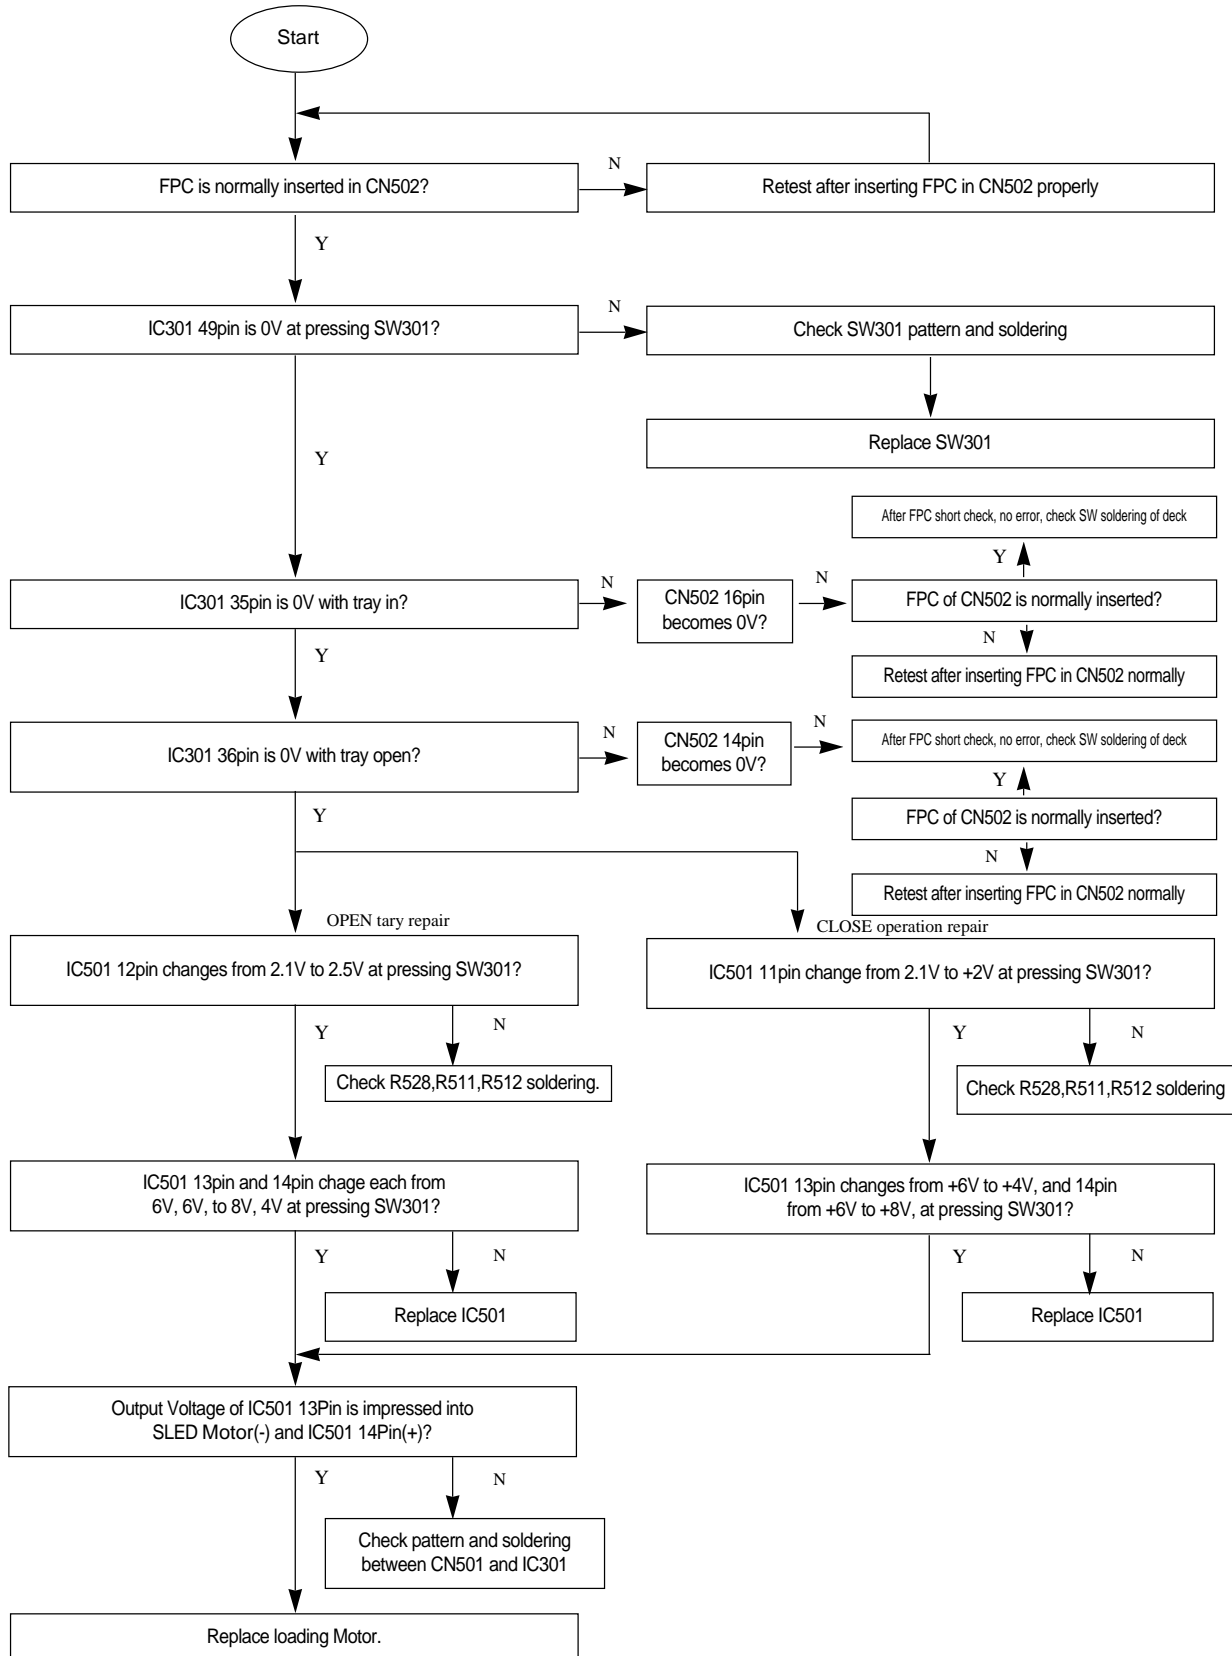 Start
FPC is normally inserted in CN502?
N
Retest after inserting FPC in CN502 properly
Y
IC301 49pin is 0V at pressing SW301?
N
Check SW301 pattern and soldering
Replace SW301
Y
After FPC short check, no error, check SW soldering of deck
Y
IC301 35pin is 0V with tray in?
N
CN502 16pin
becomes 0V?
N
FPC of CN502 is normally inserted?
N
Retest after inserting FPC in CN502 normally
Y
IC301 36pin is 0V with tray open?
N
CN502 14pin
becomes 0V?
N
After FPC short check, no error, check SW soldering of deck
Y
FPC of CN502 is normally inserted?
N
Retest after inserting FPC in CN502 normally
Y
OPEN tary repair
CLOSE operation repair
IC501 12pin changes from 2.1V to 2.5V at pressing SW301?
Y
N
Check R528,R511,R512 soldering.
IC501 11pin change from 2.1V to +2V at pressing SW301?
Y
N
Check R528,R511,R512 soldering
IC501 13pin and 14pin chage each from
6V, 6V, to 8V, 4V at pressing SW301?
Y
N
Replace IC501
IC501 13pin changes from +6V to +4V, and 14pin
from +6V to +8V, at pressing SW301?
Y
N
Replace IC501
Output Voltage of IC501 13Pin is impressed into
SLED Motor(-) and IC501 14Pin(+)?
Y
N
Check pattern and soldering
between CN501 and IC301
Replace loading Motor.